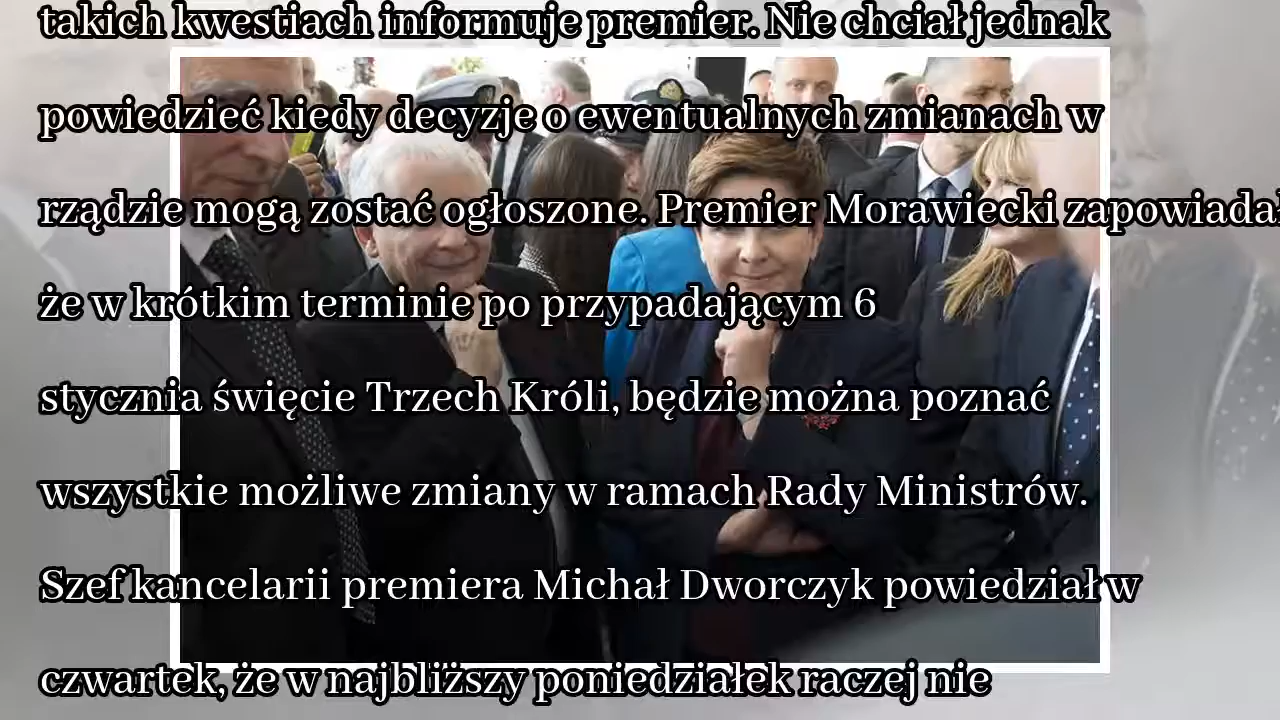 takich kwestiach informuje premier. Nie chciał jednak
powiedzieć kiedy decyzje o ewentualnych zmianach w
rządzie mogą zostać ogłoszone. Premier Morawiecki zapowiadał
że w krótkim terminie po przypadającym 6
stycznia święcie Trzech Króli, będzie można poznać
wszystkie możliwe zmiany w ramach Rady Ministrów.
Szef kancelarii premiera Michał Dworczyk powiedział w
czwartek, że w najbliższy poniedziałek raczej nie